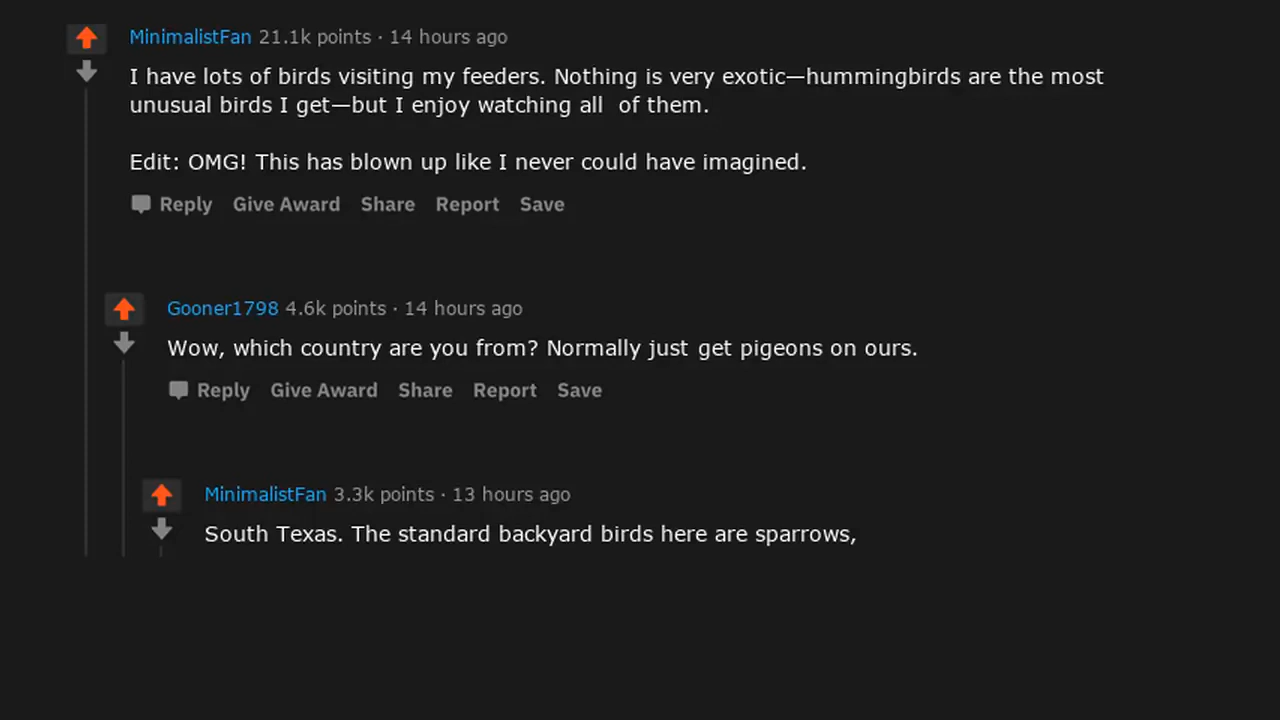 MinimalistFan 21.1k points · 14 hours ago
I have lots of birds visiting my feeders. Nothing is very exotic—hummingbirds are the most
unusual birds I get—but I enjoy watching all  of them.
Edit: OMG! This has blown up like I never could have imagined.
Reply Give Award Share Report Save
Gooner1798 4.6k points · 14 hours ago
Wow, which country are you from? Normally just get pigeons on ours.
Reply Give Award Share Report Save
MinimalistFan 3.3k points · 13 hours ago
South Texas. The standard backyard birds here are sparrows,